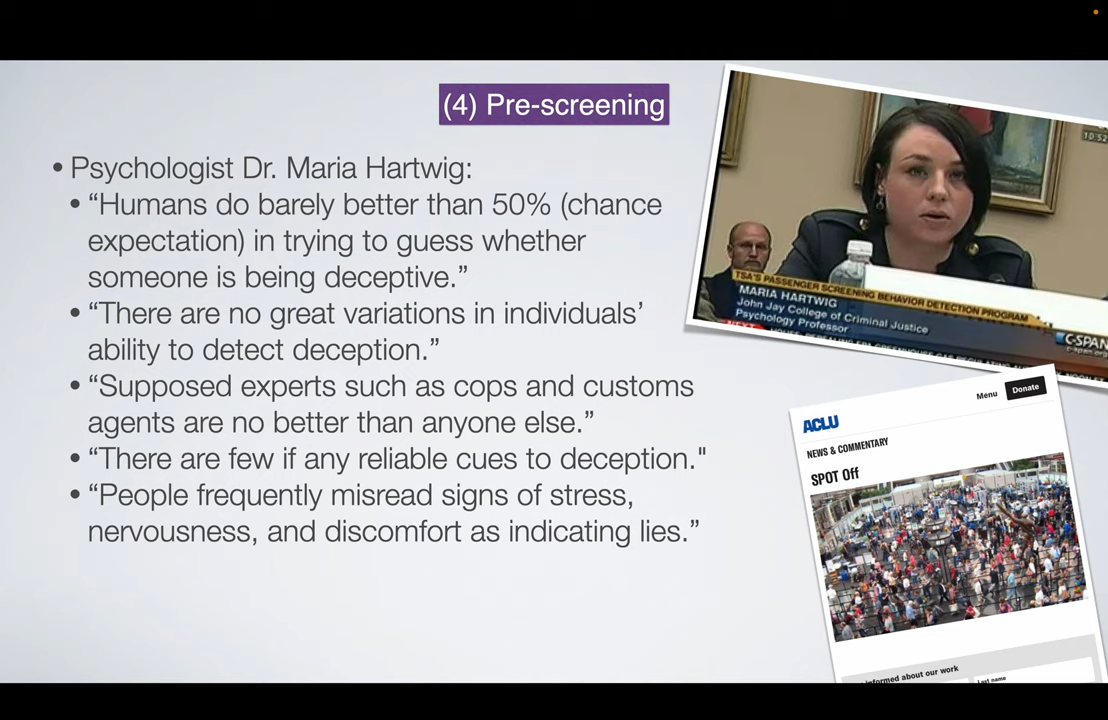 (4) Pre-screening
• Psychologist Dr. Maria Hartwig:
• “Humans do barely better than 50% (chance
expectation) in trying to guess whether
someone is being deceptive.”
• “There are no great variations in individuals’
ability to detect deception.”
• “Supposed experts such as cops and customs
agents are no better than anyone else.”
• “There are few if any reliable cues to deception."
• “People frequently misread signs of stress,
nervousness, and discomfort as indicating lies.”
10:52
TSA'S PASSENGER SCREENING BEHAVIOR DETECTION PROGRAM
MARIA HARTWIG
John Jay College of Criminal Justice
Psychology Professor
C-SPAN
c-span.org
Menu
Donate
ACLU
NEWS & COMMENTARY
SPOT Off
informed about our work
Last name